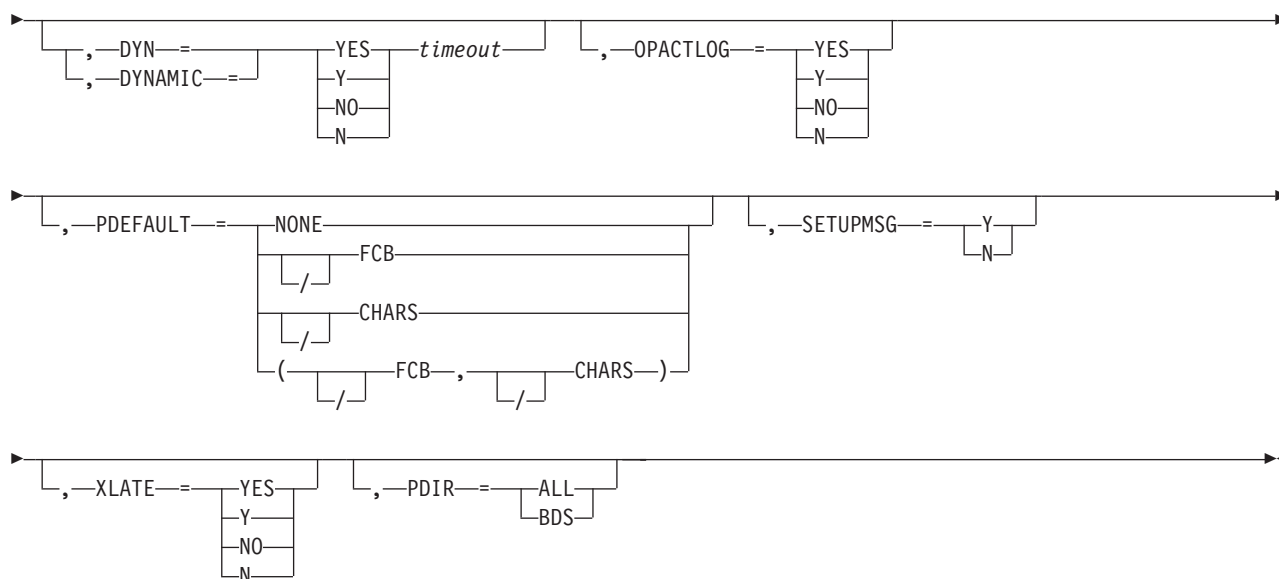 , DYN = YES timeout , OPACTLOG = YES
, DYNAMIC = Y Y
NO NO
N N
, PDEFAULT = NONE , SETUPMSG = Y
/ FCB N
/ CHARS
( / FCB , / CHARS )
, XLATE = YES , PDIR = ALL
Y BDS
NO
N